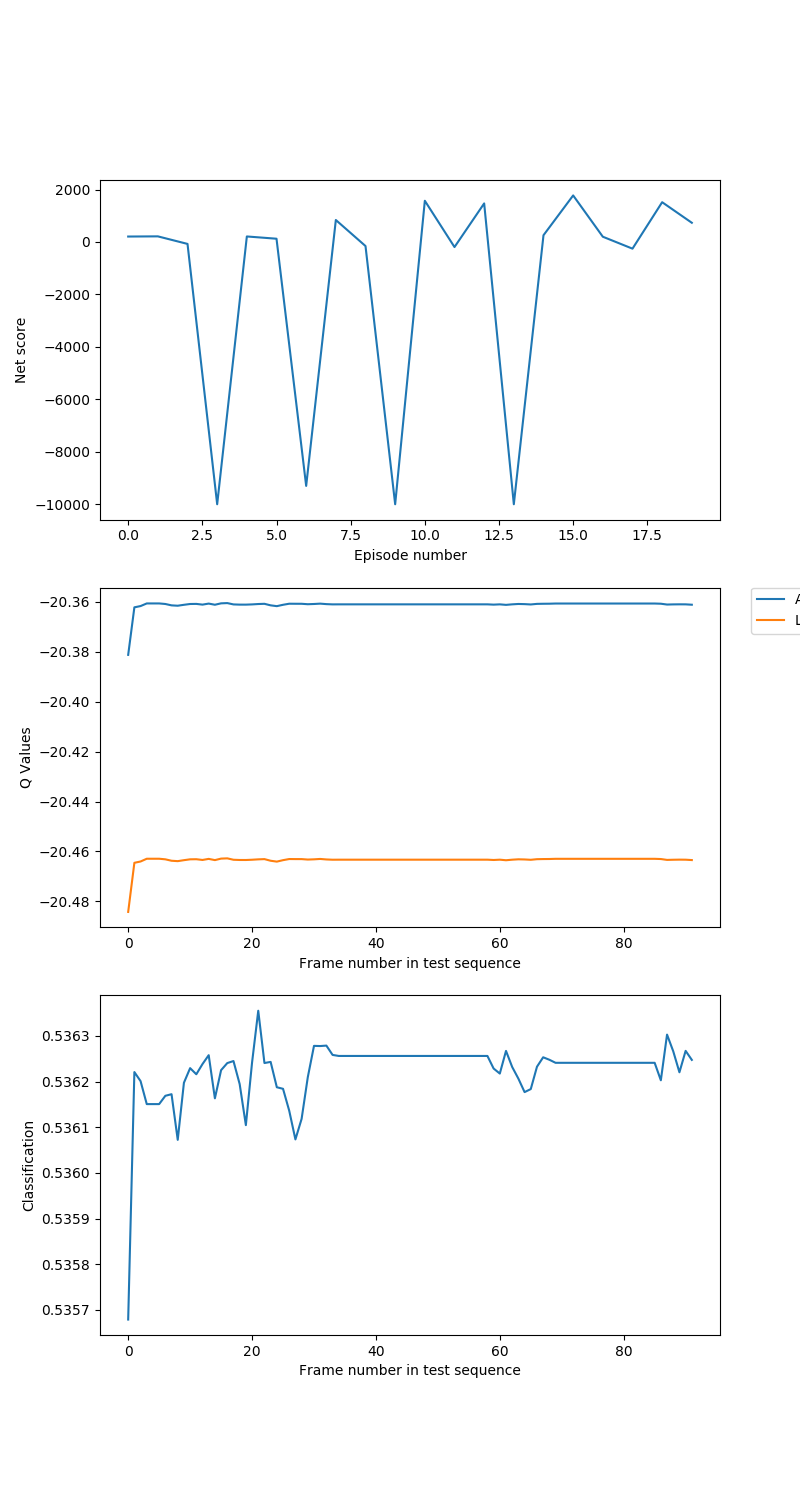 2000
0
−2000
−4000
−6000
−8000
−10000
Net score
0.0 2.5 5.0 7.5 10.0 12.5 15.0 17.5
Episode number
−20.36
−20.38
−20.40
−20.42
−20.44
−20.46
−20.48
Q Values
0 20 40 60 80
Frame number in test sequence
0.5363
0.5362
0.5361
0.5360
0.5359
0.5358
0.5357
Classification
0 20 40 60 80
Frame number in test sequence